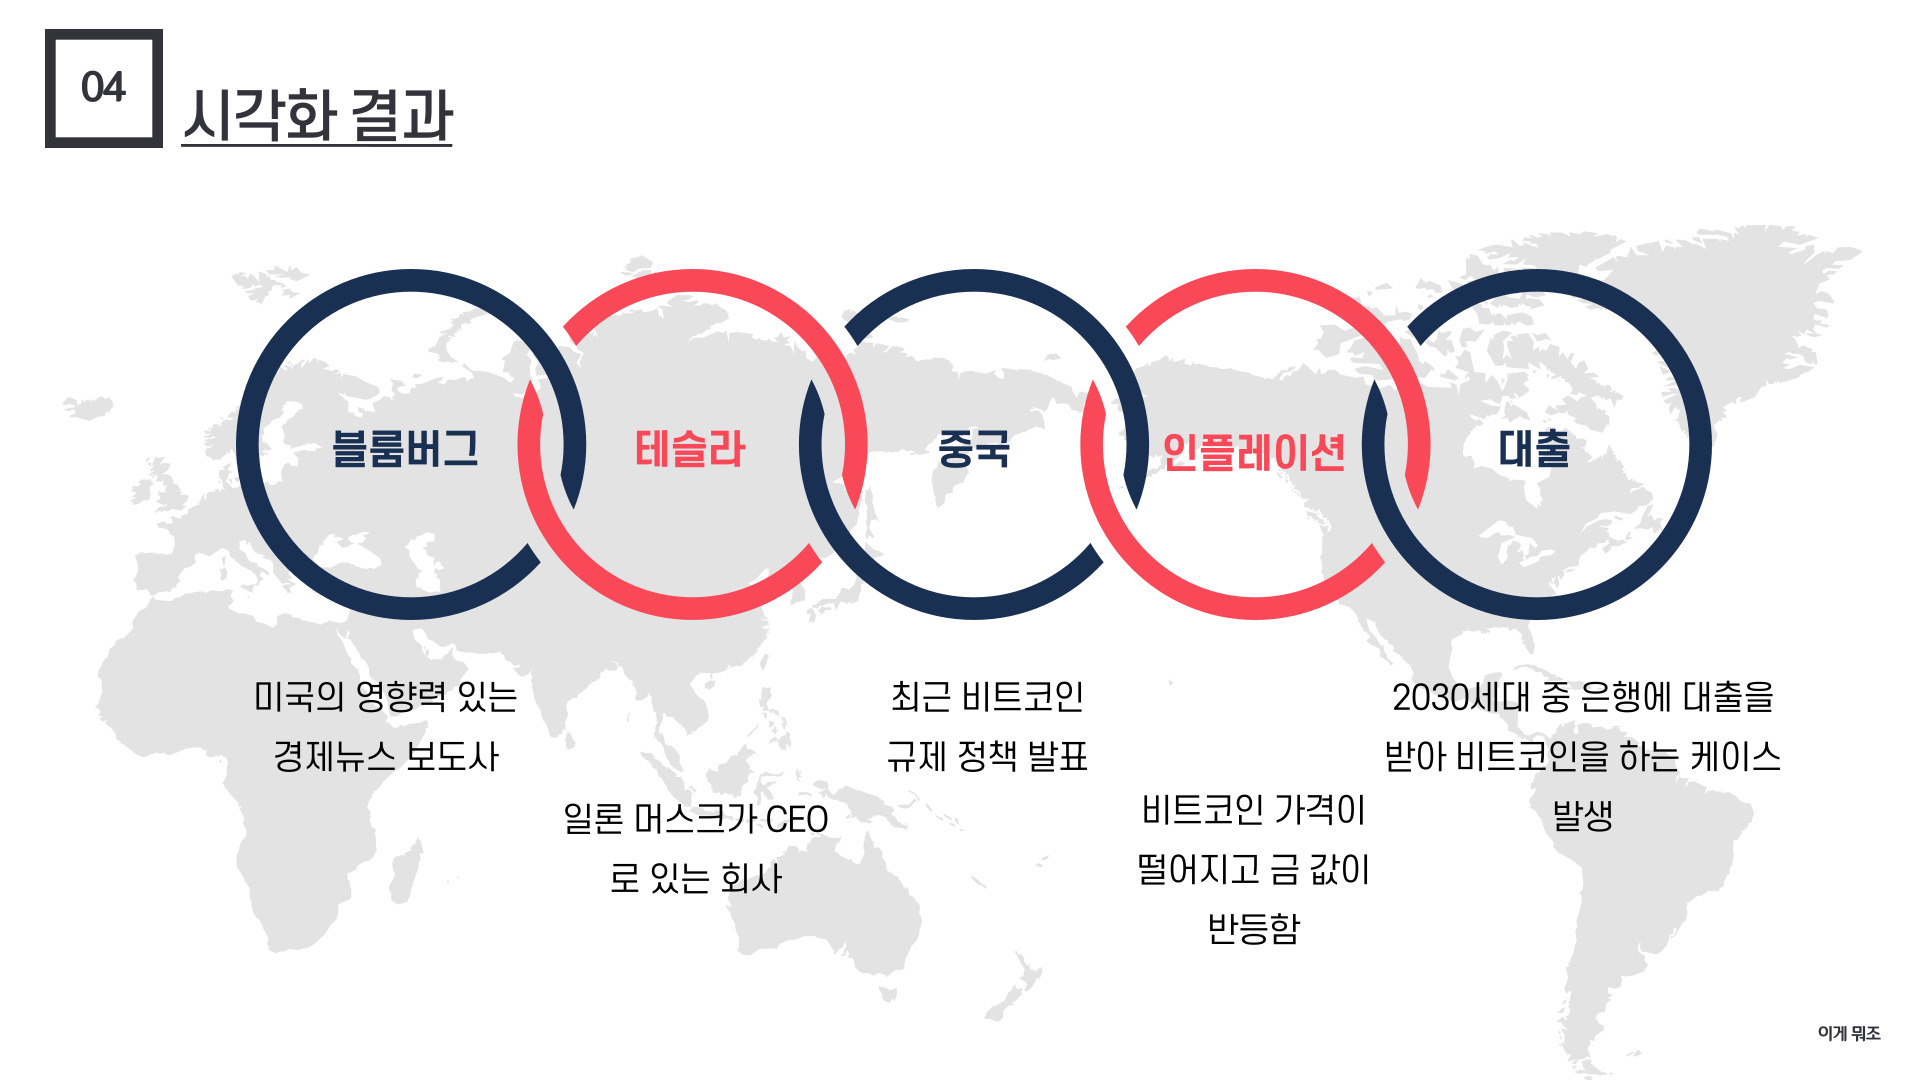 04
시각화 결과
블룸버그
테슬라
중국
인플레이션
대출
미국의 영향력 있는
경제뉴스 보도사
일론 머스크가 CEO
로 있는 회사
최근 비트코인
규제 정책 발표
비트코인 가격이
떨어지고 금 값이
반등함
2030세대 중 은행에 대출을
받아 비트코인을 하는 케이스
발생
이게 뭐조